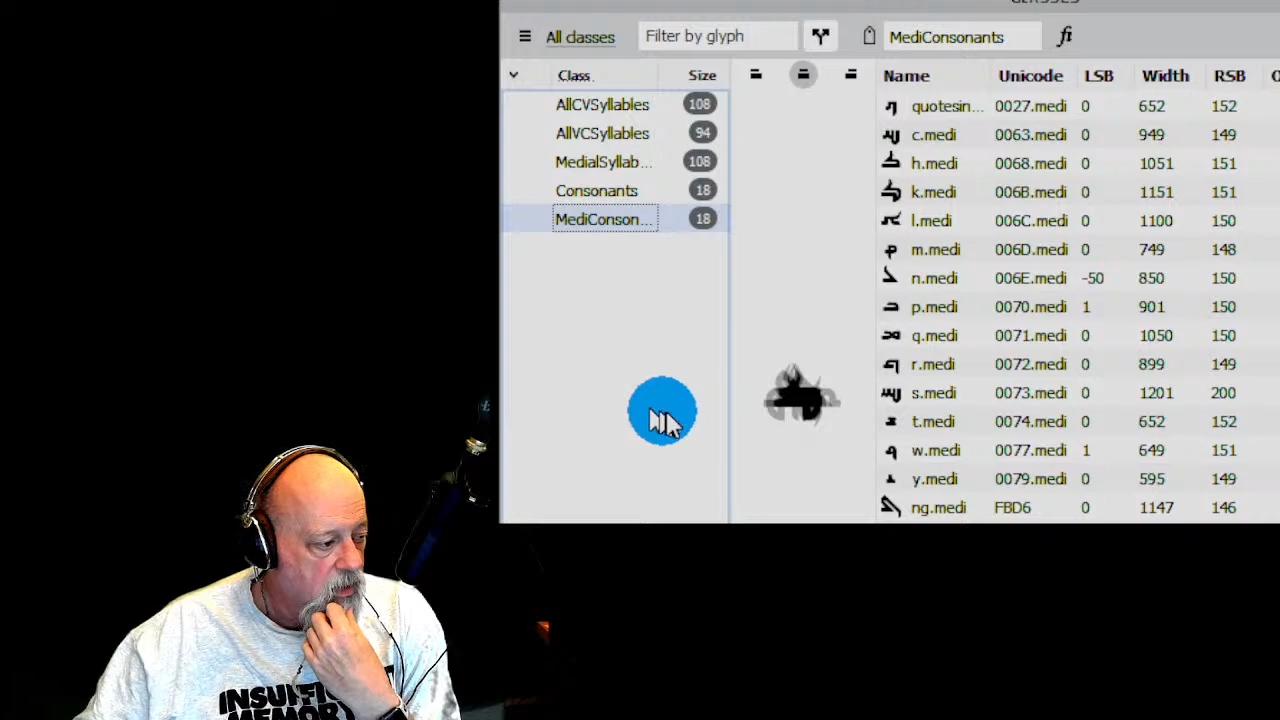 All classes Filter by glyph MediConsonants fi
Class Size Name Unicode LSB Width RSB
AllCVSyllables 108
AllVCSyllables 94
MedialSyllab... 108
Consonants 18
MediConson... 18
quotesin... 0027.medi 0 652 152
c.medi 0063.medi 0 949 149
h.medi 0068.medi 0 1051 151
k.medi 006B.medi 0 1151 151
l.medi 006C.medi 0 1100 150
m.medi 006D.medi 0 749 148
n.medi 006E.medi -50 850 150
p.medi 0070.medi 1 901 150
q.medi 0071.medi 0 1050 150
r.medi 0072.medi 0 899 149
s.medi 0073.medi 0 1201 200
t.medi 0074.medi 0 652 152
w.medi 0077.medi 1 649 151
y.medi 0079.medi 0 595 149
ng.medi FBD6 0 1147 146
INSUFFICIENT
MEMORY